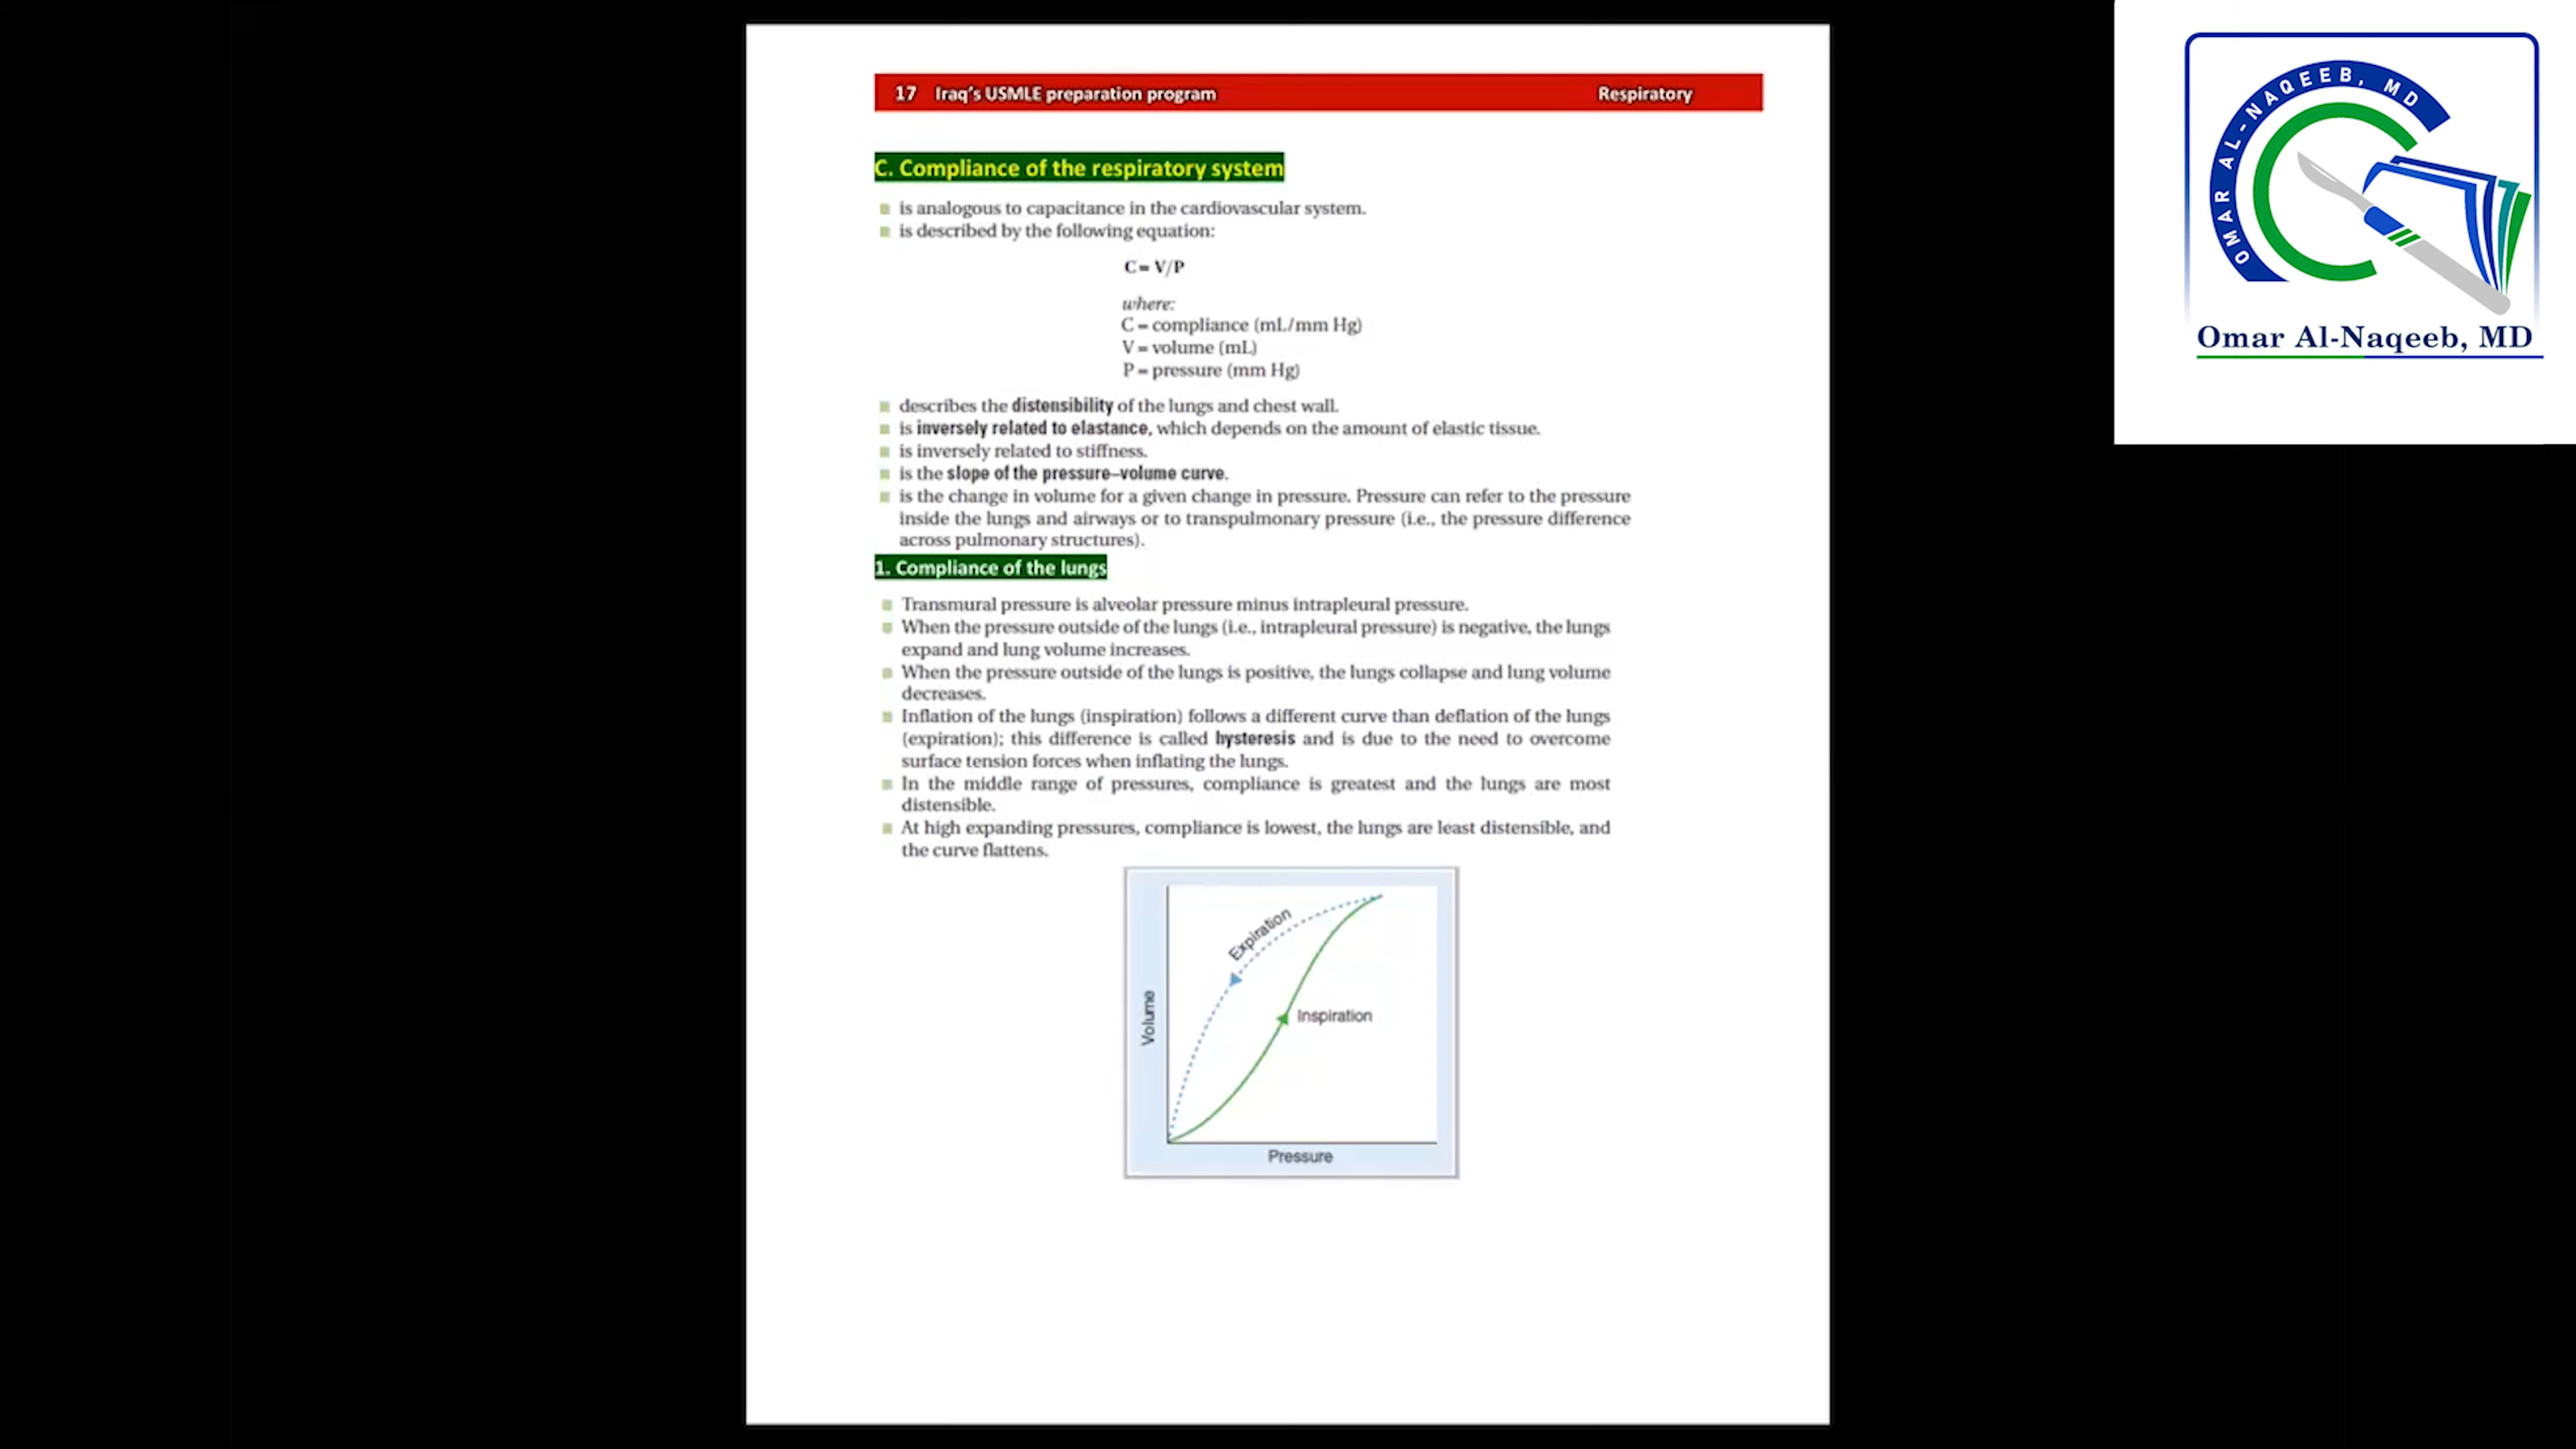 17 Iraq's USMLE preparation program Respiratory
C. Compliance of the respiratory system
is analogous to capacitance in the cardiovascular system.
is described by the following equation:
C = V/P
where:
C = compliance (mL/mm Hg)
V = volume (mL)
P = pressure (mm Hg)
describes the distensibility of the lungs and chest wall.
is inversely related to elastance, which depends on the amount of elastic tissue.
is inversely related to stiffness.
is the slope of the pressure–volume curve.
is the change in volume for a given change in pressure. Pressure can refer to the pressure
inside the lungs and airways or to transpulmonary pressure (i.e., the pressure difference
across pulmonary structures).
1. Compliance of the lungs
Transmural pressure is alveolar pressure minus intrapleural pressure.
When the pressure outside of the lungs (i.e., intrapleural pressure) is negative, the lungs
expand and lung volume increases.
When the pressure outside of the lungs is positive, the lungs collapse and lung volume
decreases.
Inflation of the lungs (inspiration) follows a different curve than deflation of the lungs
(expiration); this difference is called hysteresis and is due to the need to overcome
surface tension forces when inflating the lungs.
In the middle range of pressures, compliance is greatest and the lungs are most
distensible.
At high expanding pressures, compliance is lowest, the lungs are least distensible, and
the curve flattens.
Expiration
Inspiration
Volume
Pressure
OMAR AL-NAQEEB, MD
Omar Al-Naqeeb, MD